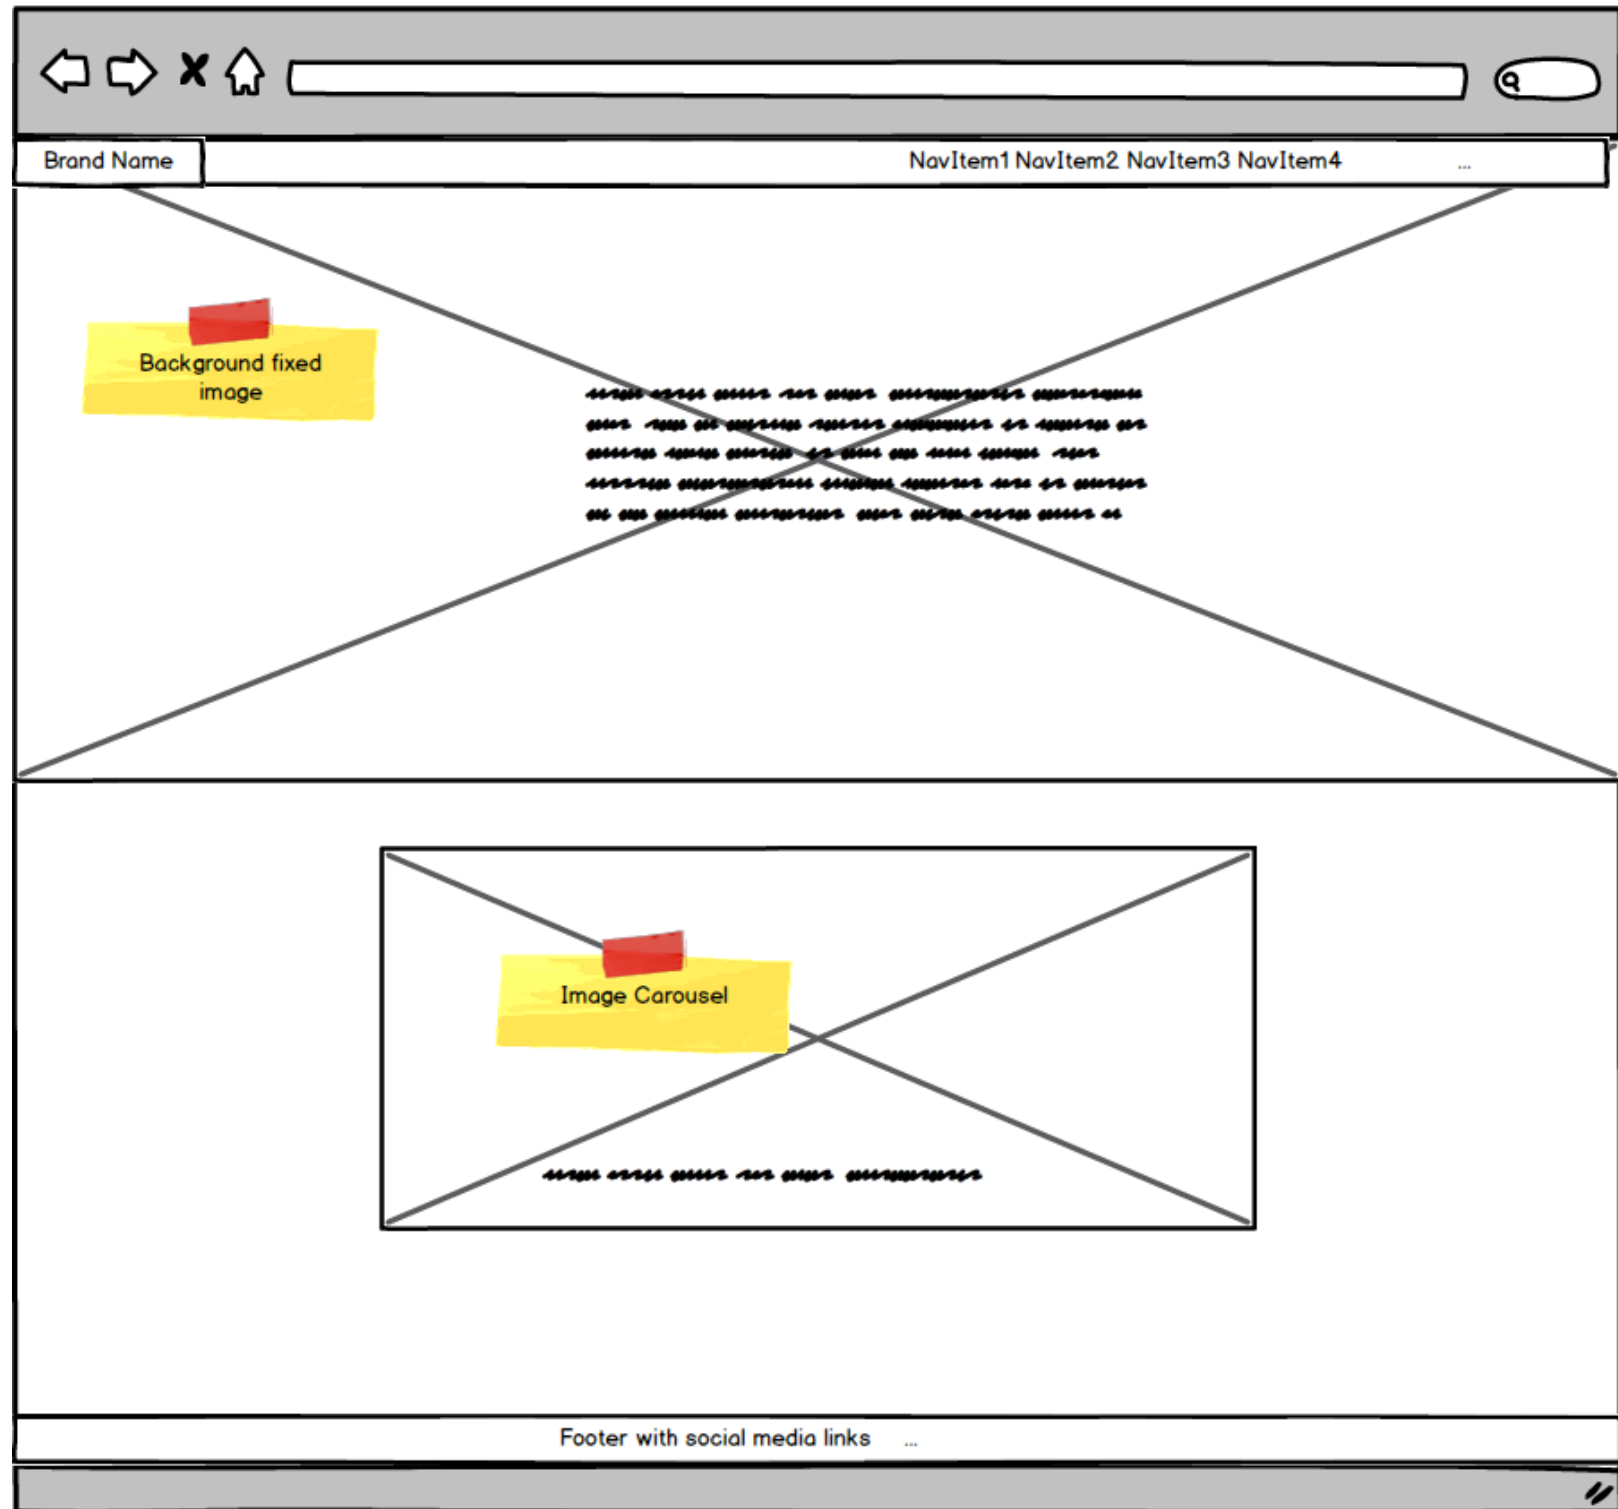 Brand Name
NavItem1 NavItem2 NavItem3 NavItem4 ...
Background fixed
image
Image Carousel
Footer with social media links ...